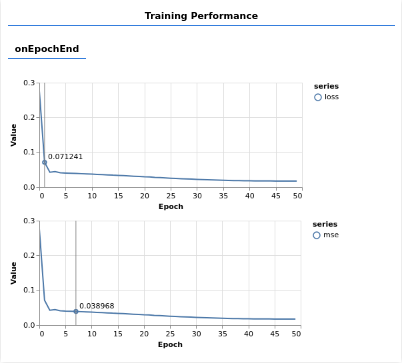 Training Performance
onEpochEnd
0.3
0.2
0.1
0.0
Value
0.071241
0 5 10 15 20 25 30 35 40 45 50
Epoch
series
loss
0.3
0.2
0.1
0.0
Value
0.038968
0 5 10 15 20 25 30 35 40 45 50
Epoch
series
mse